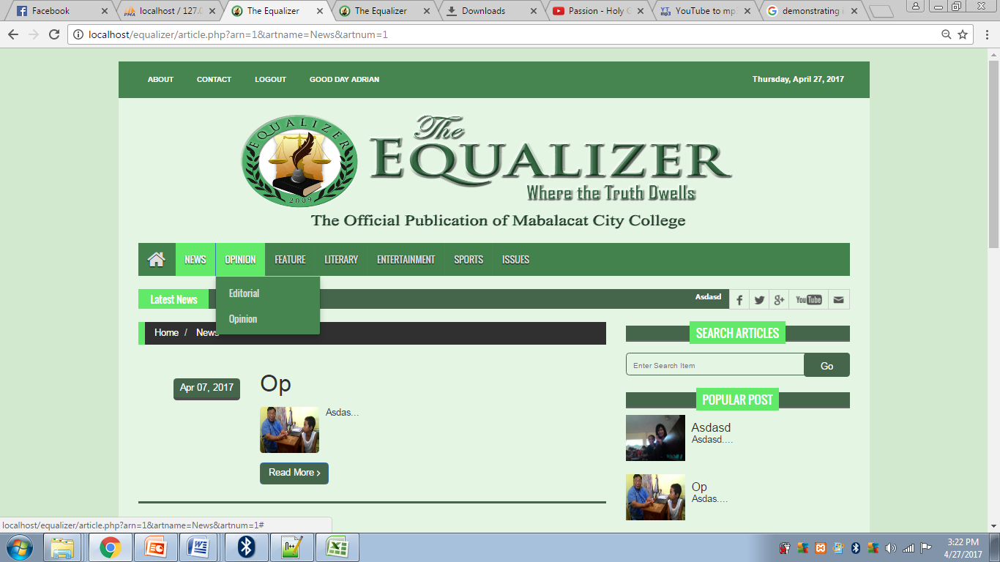 Facebook
localhost / 127.0
The Equalizer
The Equalizer
Downloads
Passion - Holy G
YouTube to mp
demonstrating i
localhost/equalizer/article.php?arn=1&artname=News&artnum=1
ABOUT CONTACT LOGOUT GOOD DAY ADRIAN Thursday, April 27, 2017
EQUALIZER
2009
The
EQUALIZER
Where the Truth Dwells
The Official Publication of Mabalacat City College
NEWS OPINION FEATURE LITERARY ENTERTAINMENT SPORTS ISSUES
Editorial
Opinion
Latest News Asdasd
You Tube
Home / News
SEARCH ARTICLES
Enter Search Item Go
Apr 07, 2017
Op
Asdas...
Read More ›
POPULAR POST
Asdasd
Asdasd....
Op
Asdas....
localhost/equalizer/article.php?arn=1&artname=News&artnum=1#
3:22 PM
4/27/2017